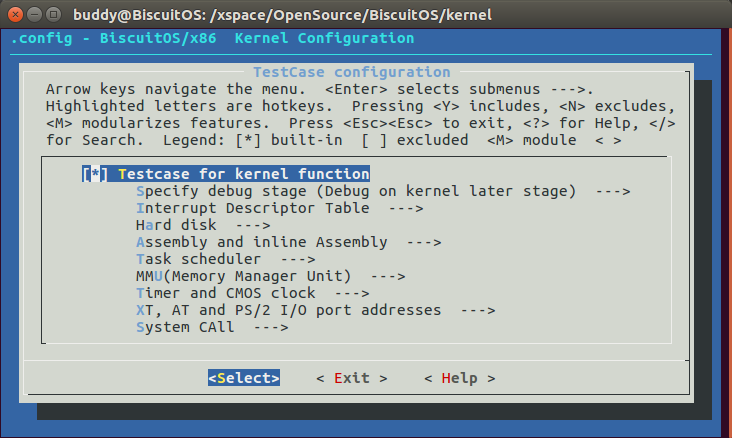 buddy@BiscuitOS: /xspace/OpenSource/BiscuitOS/kernel
.config - BiscuitOS/x86  Kernel Configuration
TestCase configuration
Arrow keys navigate the menu.  <Enter> selects submenus --->.
Highlighted letters are hotkeys.  Pressing <Y> includes, <N> excludes,
<M> modularizes features.  Press <Esc><Esc> to exit, <?> for Help, </>
for Search.  Legend: [*] built-in  [ ] excluded  <M> module  < >
[*] Testcase for kernel function
Specify debug stage (Debug on kernel later stage)  --->
Interrupt Descriptor Table  --->
Hard disk  --->
Assembly and inline Assembly  --->
Task scheduler  --->
MMU(Memory Manager Unit)  --->
Timer and CMOS clock  --->
XT, AT and PS/2 I/O port addresses  --->
System CAll  --->
<Select>    < Exit >    < Help >